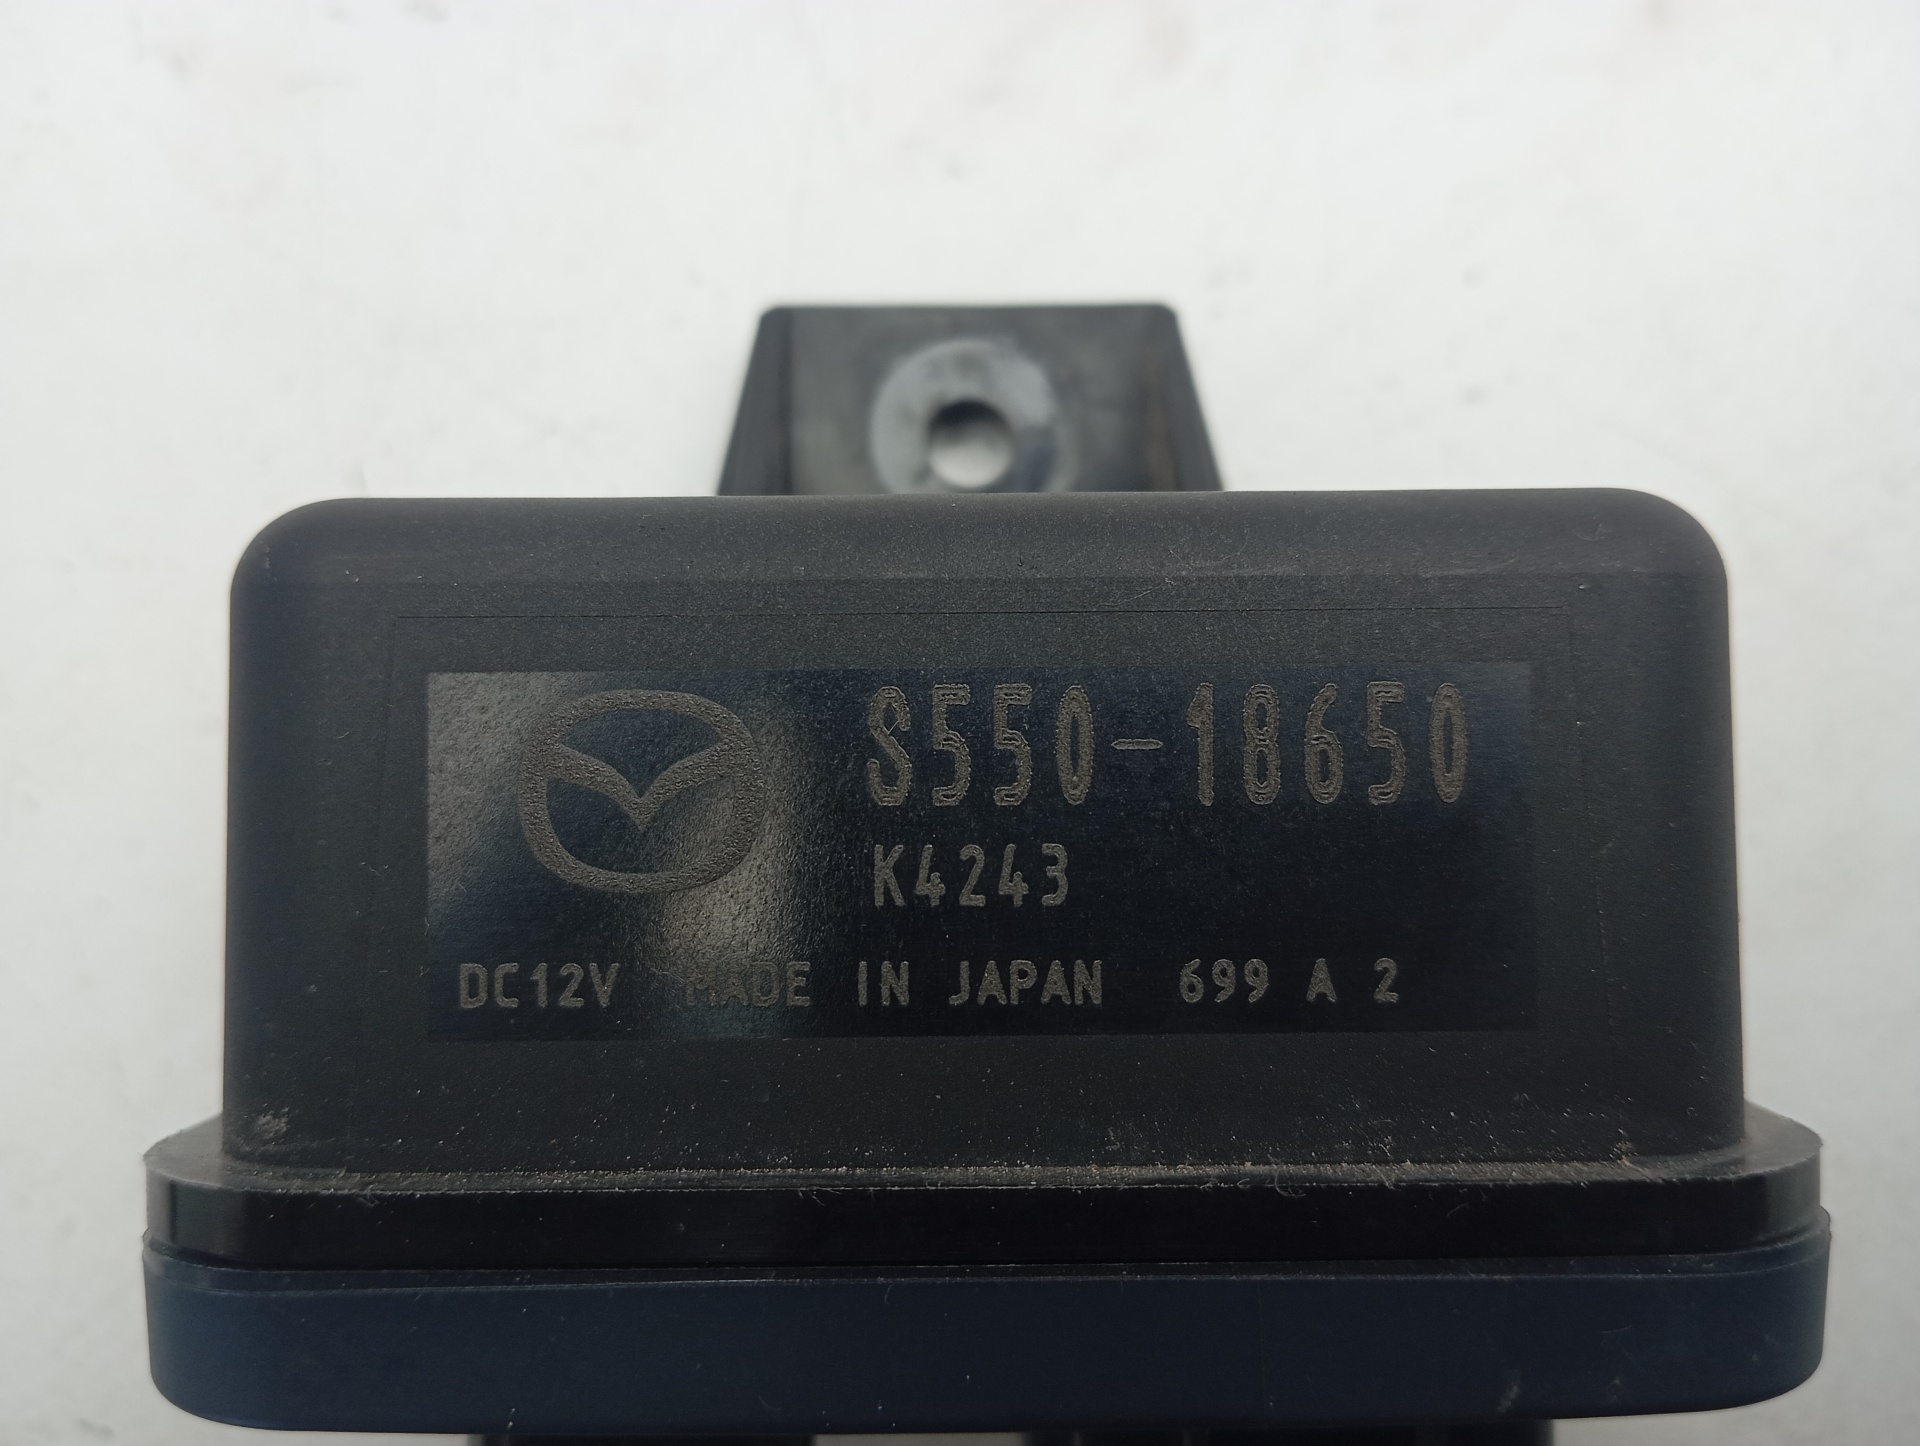 S550-18650
K4243
DC12V MADE IN JAPAN 699 A 2